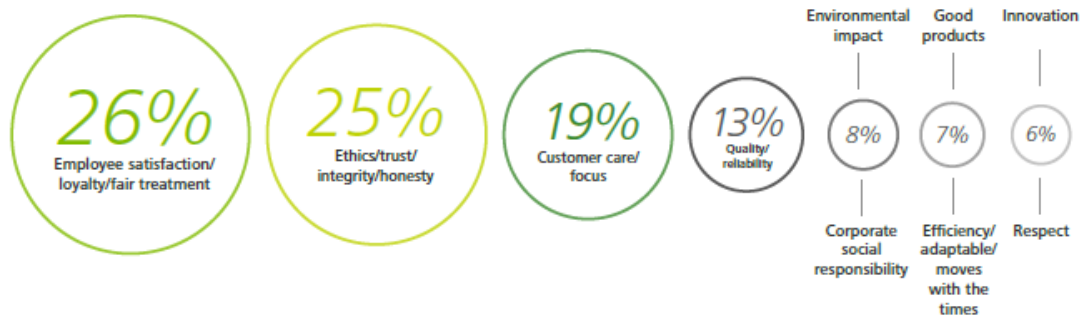 26%
Employee satisfaction/
loyalty/fair treatment
25%
Ethics/trust/
integrity/honesty
19%
Customer care/
focus
13%
Quality/
reliability
Environmental
impact
8%
Corporate
social
responsibility
Good
products
7%
Efficiency/
adaptable/
moves
with the
times
Innovation
6%
Respect